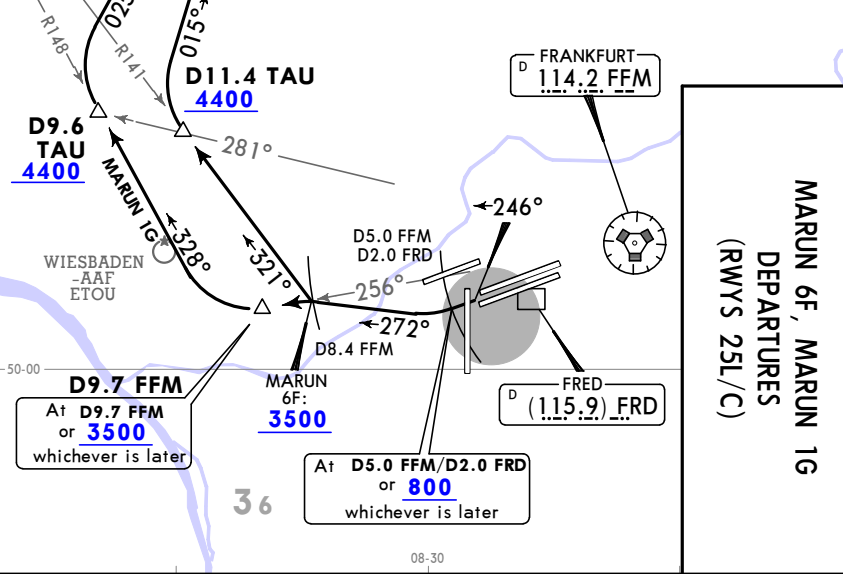 025
015°
R148
R141
D11.4 TAU
4400
D9.6
TAU
4400
281°
FRANKFURT
D 114.2 FFM
MARUN 1G
328°
321°
WIESBADEN
-AAF
ETOU
D5.0 FFM
D2.0 FRD
246°
256°
272°
D8.4 FFM
50-00
D9.7 FFM
At D9.7 FFM
or 3500
whichever is later
MARUN
6F:
3500
FRED
D (115.9) FRD
At D5.0 FFM/D2.0 FRD
or 800
whichever is later
36
08-30
MARUN 6F, MARUN 1G
DEPARTURES
(RWYS 25L/C)